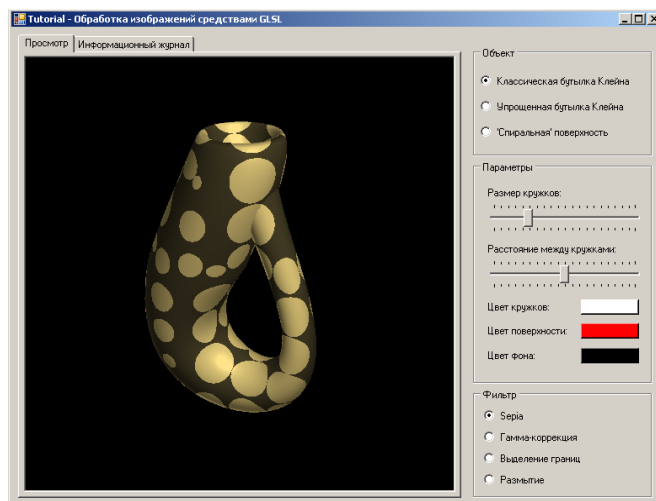 Tutorial - Обработка изображений средствами GLSL
Просмотр
Информационный журнал
Объект
Классическая бутылка Клейна
Упрощенная бутылка Клейна
'Спиральная' поверхность
Параметры
Размер кружков:
Расстояние между кружками:
Цвет кружков:
Цвет поверхности:
Цвет фона:
Фильтр
Sepia
Гамма-коррекция
Выделение границ
Размытие